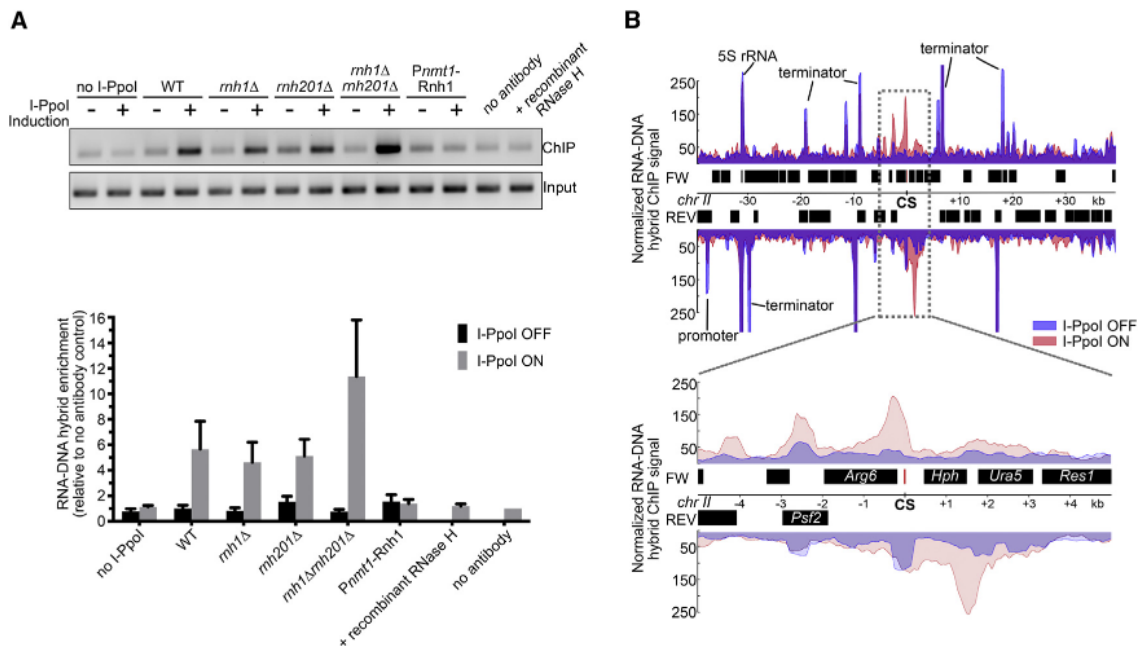 A
no I-PpoI
WT
rnh1Δ
rnh201Δ
rnh1Δ
rnh201Δ
Pnmt1-
Rnh1
no antibody
+ recombinant
RNase H
I-PpoI
Induction
- + - + - + - + - + - +
ChIP
Input
RNA-DNA hybrid enrichment
(relative to no antibody control)
16
14
12
10
8
6
4
2
0
I-PpoI OFF
I-PpoI ON
no I-PpoI
WT
rnh1Δ
rnh201Δ
rnh1Δrnh201Δ
Pnmt1-Rnh1
+ recombinant RNase H
no antibody
B
Normalized RNA-DNA
hybrid ChIP signal
5S rRNA
terminator
terminator
250
150
50
FW
chr II -30 -20 -10 CS +10 +20 +30 kb
REV
Normalized RNA-DNA
hybrid ChIP signal
50
150
250
promoter
terminator
I-PpoI OFF
I-PpoI ON
Normalized RNA-DNA
hybrid ChIP signal
250
150
50
FW
Arg6 Hph Ura5 Res1
chr II -4 -3 -2 -1 CS +1 +2 +3 +4 kb
REV
Psf2
50
150
250